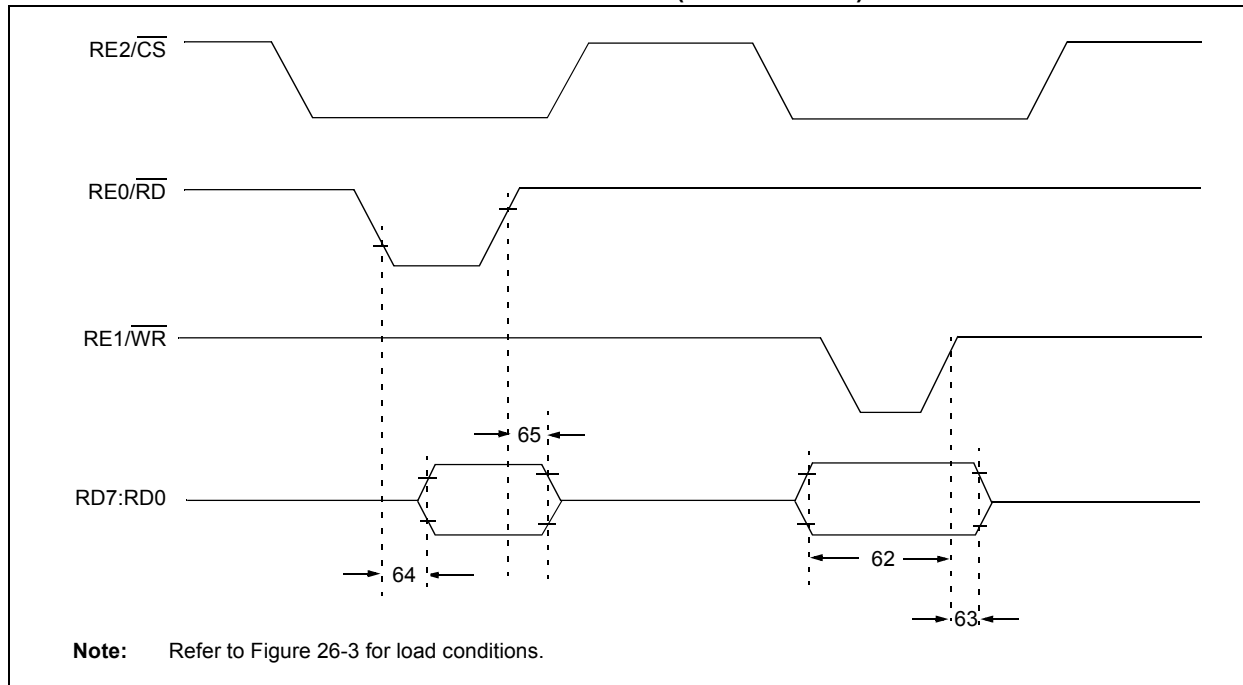 RE2/CS
RE0/RD
RE1/WR
65
RD7:RD0
64
62
63
Note: Refer to Figure 26-3 for load conditions.